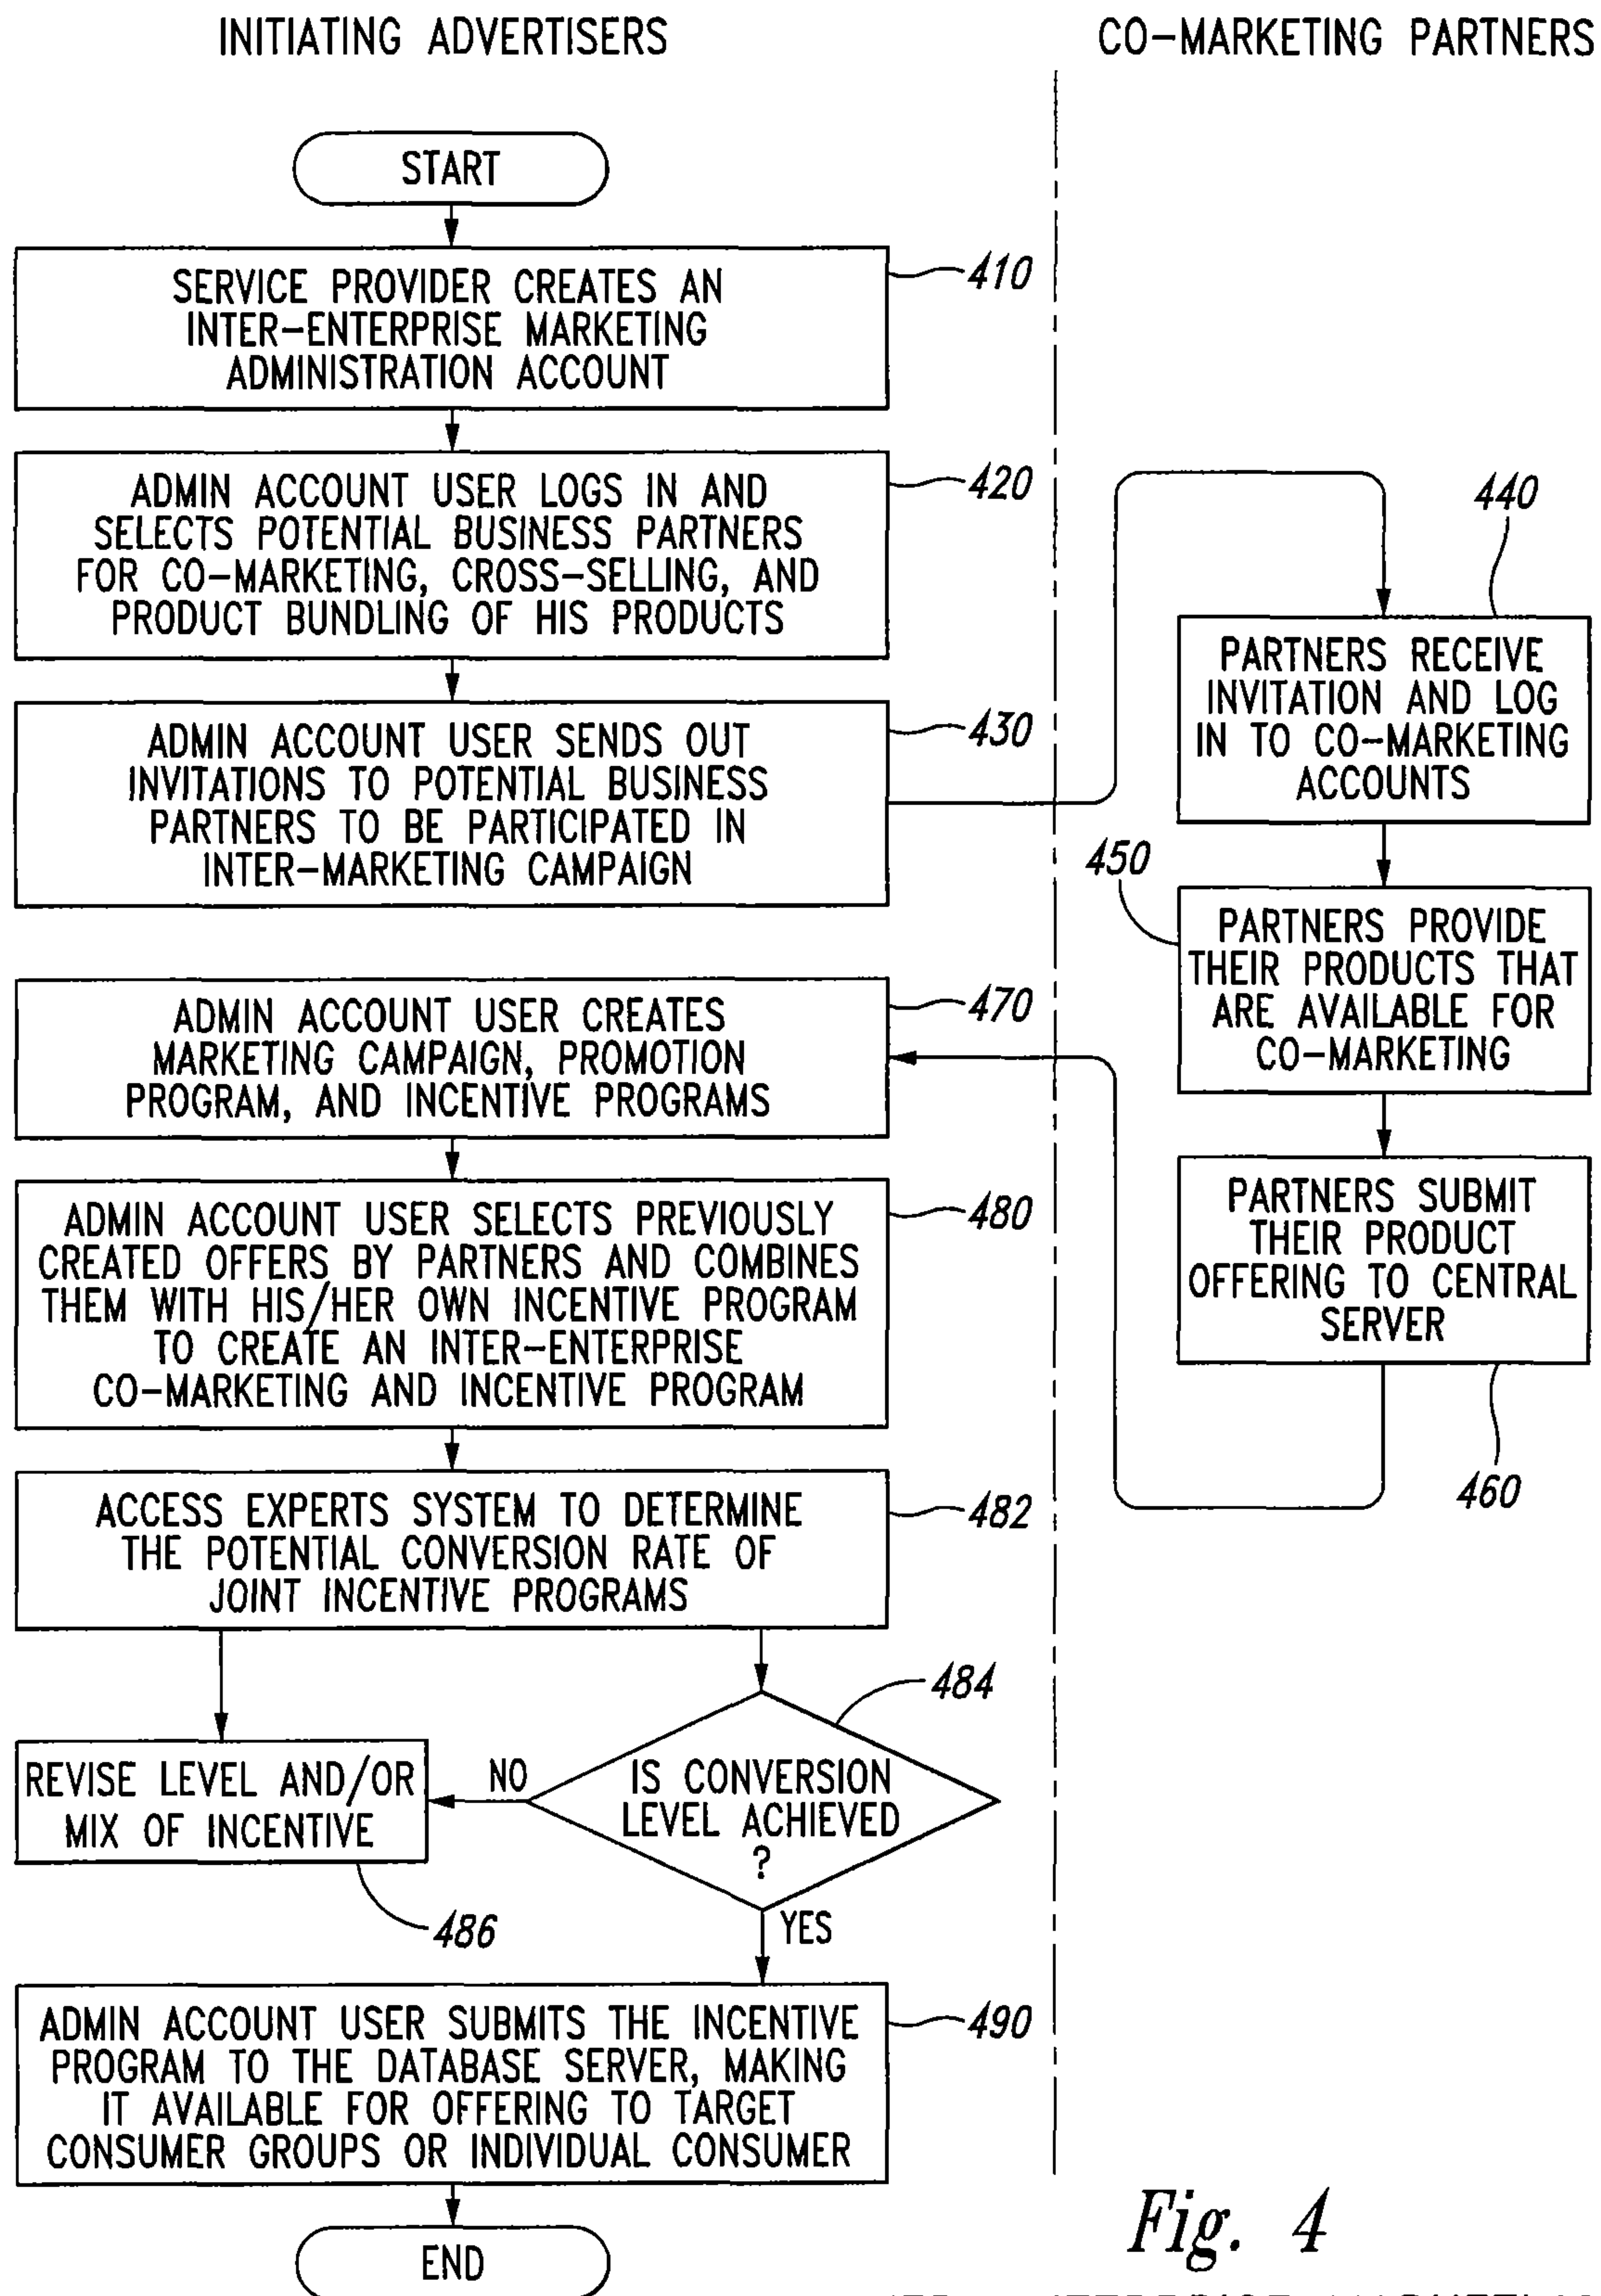 INITIATING ADVERTISERS
CO-MARKETING PARTNERS
START
SERVICE PROVIDER CREATES AN
INTER-ENTERPRISE MARKETING
ADMINISTRATION ACCOUNT
410
ADMIN ACCOUNT USER LOGS IN AND
SELECTS POTENTIAL BUSINESS PARTNERS
FOR CO-MARKETING, CROSS-SELLING, AND
PRODUCT BUNDLING OF HIS PRODUCTS
420
ADMIN ACCOUNT USER SENDS OUT
INVITATIONS TO POTENTIAL BUSINESS
PARTNERS TO BE PARTICIPATED IN
INTER-MARKETING CAMPAIGN
430
440
PARTNERS RECEIVE
INVITATION AND LOG
IN TO CO-MARKETING
ACCOUNTS
450
PARTNERS PROVIDE
THEIR PRODUCTS THAT
ARE AVAILABLE FOR
CO-MARKETING
PARTNERS SUBMIT
THEIR PRODUCT
OFFERING TO CENTRAL
SERVER
460
ADMIN ACCOUNT USER CREATES
MARKETING CAMPAIGN, PROMOTION
PROGRAM, AND INCENTIVE PROGRAMS
470
ADMIN ACCOUNT USER SELECTS PREVIOUSLY
CREATED OFFERS BY PARTNERS AND COMBINES
THEM WITH HIS/HER OWN INCENTIVE PROGRAM
TO CREATE AN INTER-ENTERPRISE
CO-MARKETING AND INCENTIVE PROGRAM
480
ACCESS EXPERTS SYSTEM TO DETERMINE
THE POTENTIAL CONVERSION RATE OF
JOINT INCENTIVE PROGRAMS
482
484
IS CONVERSION
LEVEL ACHIEVED
?
NO
REVISE LEVEL AND/OR
MIX OF INCENTIVE
486
YES
ADMIN ACCOUNT USER SUBMITS THE INCENTIVE
PROGRAM TO THE DATABASE SERVER, MAKING
IT AVAILABLE FOR OFFERING TO TARGET
CONSUMER GROUPS OR INDIVIDUAL CONSUMER
490
END
Fig. 4